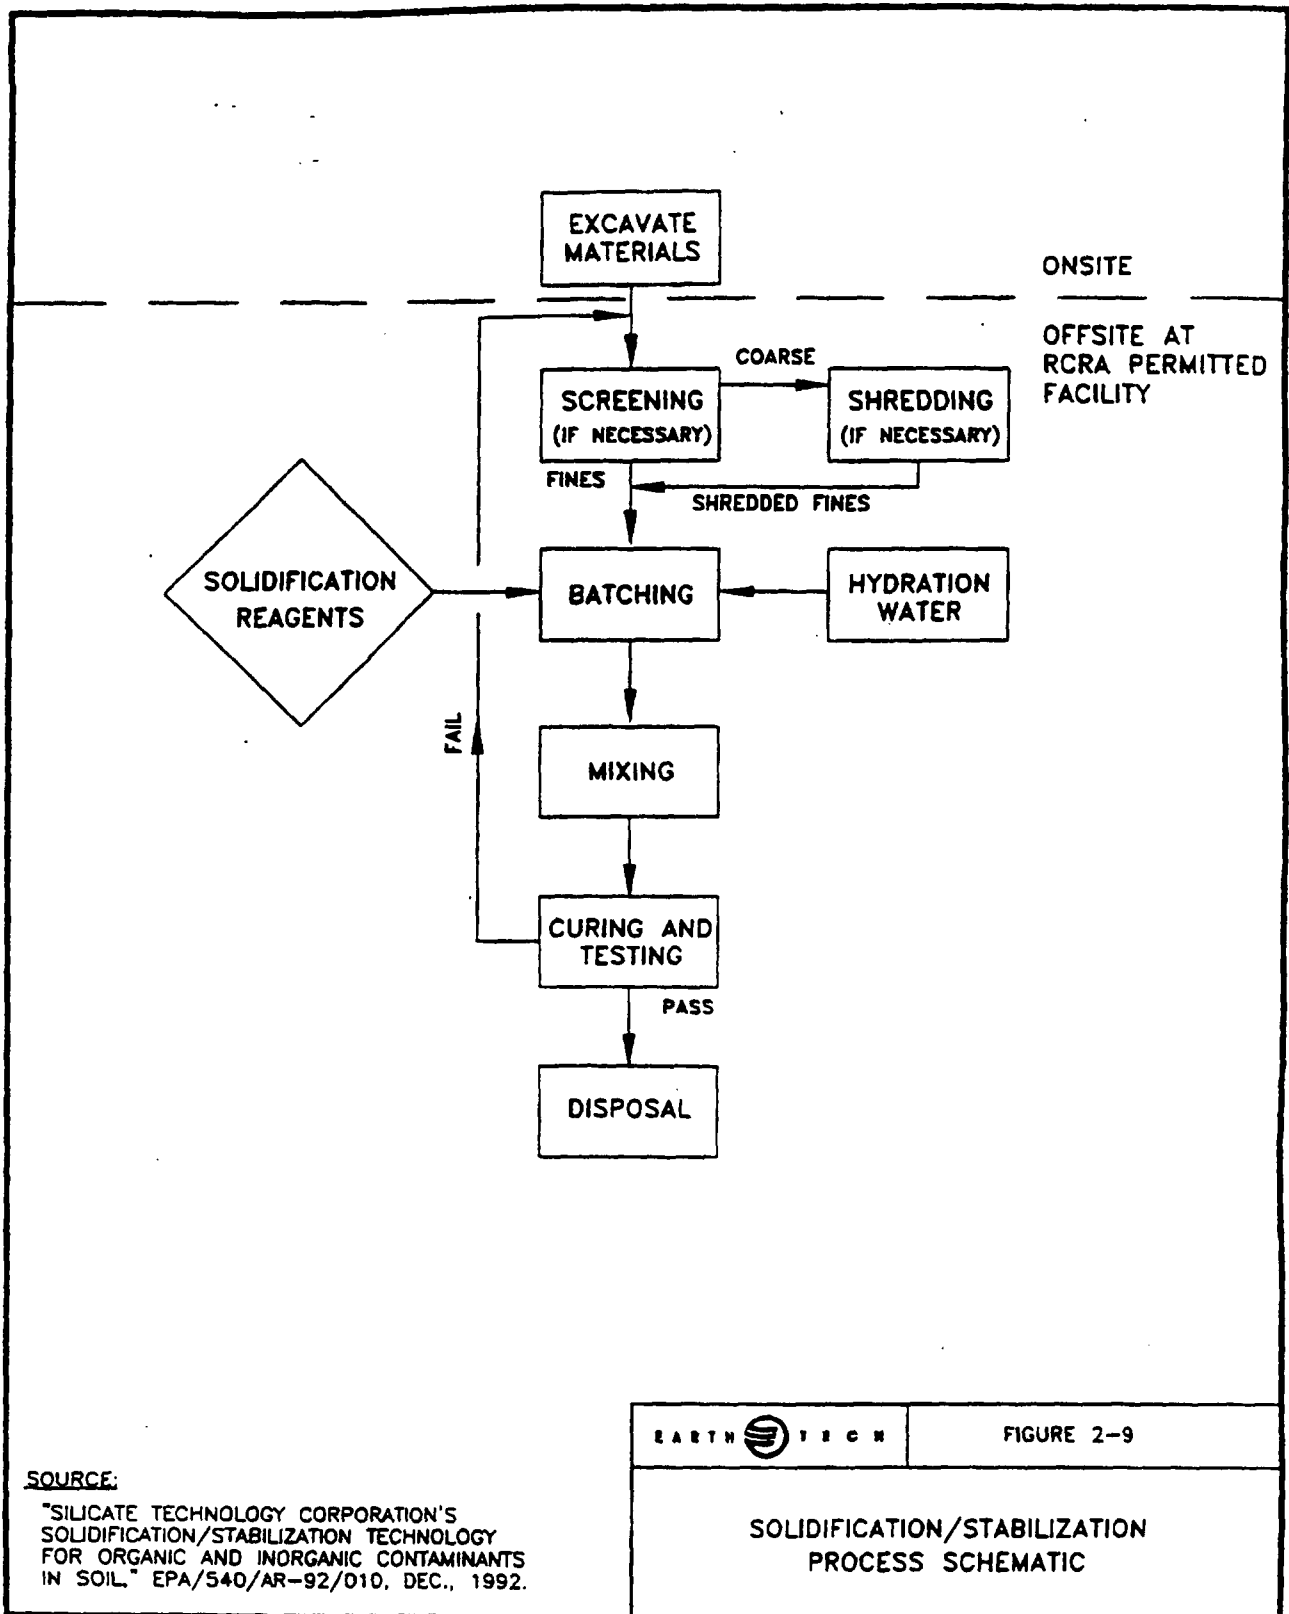 EXCAVATE
MATERIALS
ONSITE
OFFSITE AT
RCRA PERMITTED
FACILITY
COARSE
SCREENING
(IF NECESSARY)
SHREDDING
(IF NECESSARY)
FINES
SHREDDED FINES
SOLIDIFICATION
REAGENTS
BATCHING
HYDRATION
WATER
FAIL
MIXING
CURING AND
TESTING
PASS
DISPOSAL
EARTH TECH
FIGURE 2-9
SOURCE:
"SILICATE TECHNOLOGY CORPORATION'S
SOLIDIFICATION/STABILIZATION TECHNOLOGY
FOR ORGANIC AND INORGANIC CONTAMINANTS
IN SOIL." EPA/540/AR-92/010, DEC., 1992.
SOLIDIFICATION/STABILIZATION
PROCESS SCHEMATIC